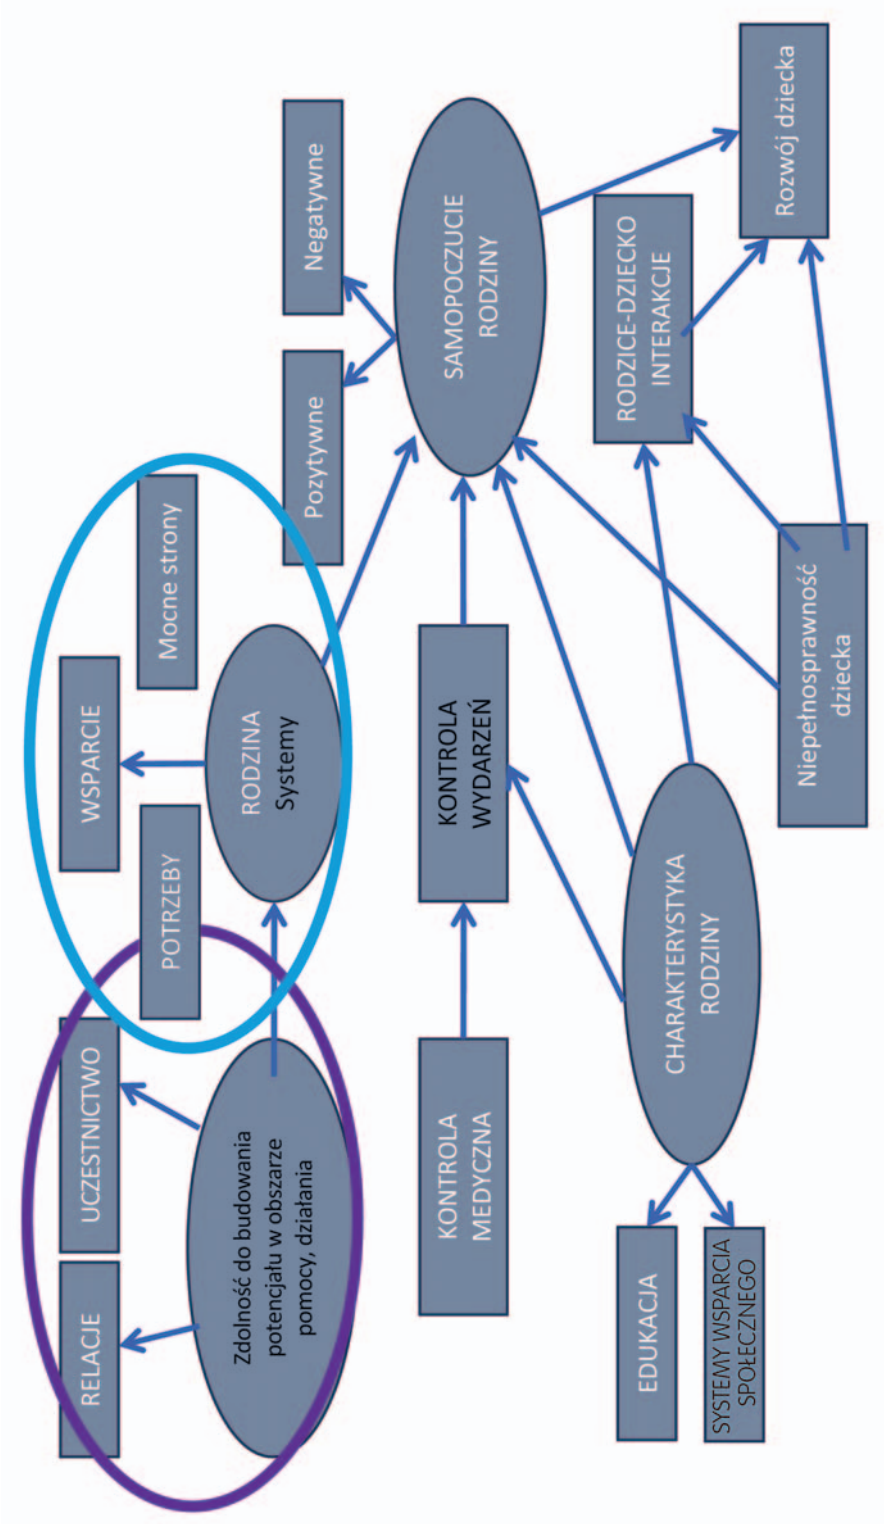 RELACJE
UCZESTNICTWO
POTRZEBY
WSPARCIE
Mocne strony
Zdolność do budowania
potencjału w obszarze
pomocy, działania
RODZINA
Systemy
Pozytywne
Negatywne
KONTROLA
MEDYCZNA
KONTROLA
WYDARZEŃ
SAMOPOCZUCIE
RODZINY
EDUKACJA
SYSTEMY WSPARCIA
SPOŁECZNEGO
CHARAKTERYSTYKA
RODZINY
RODZICE-DZIECKO
INTERAKCJE
Niepełnosprawność
dziecka
Rozwój dziecka